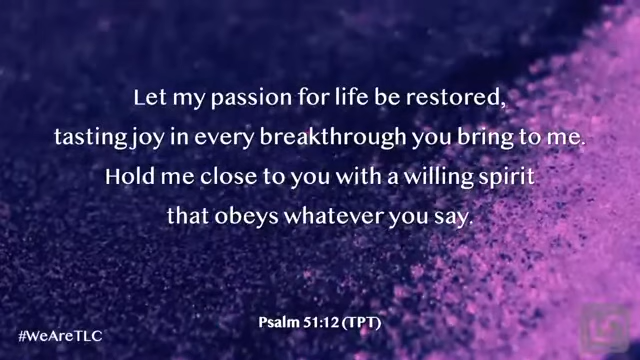 Let my passion for life be restored,
tasting joy in every breakthrough you bring to me.
Hold me close to you with a willing spirit
that obeys whatever you say.
Psalm 51:12 (TPT)
#WeAreTLC